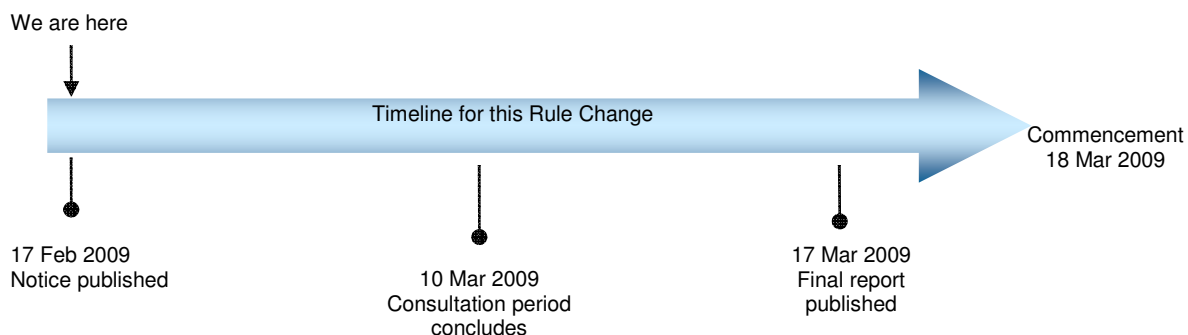 We are here
Timeline for this Rule Change
Commencement
18 Mar 2009
17 Feb 2009
Notice published
10 Mar 2009
Consultation period
concludes
17 Mar 2009
Final report
published